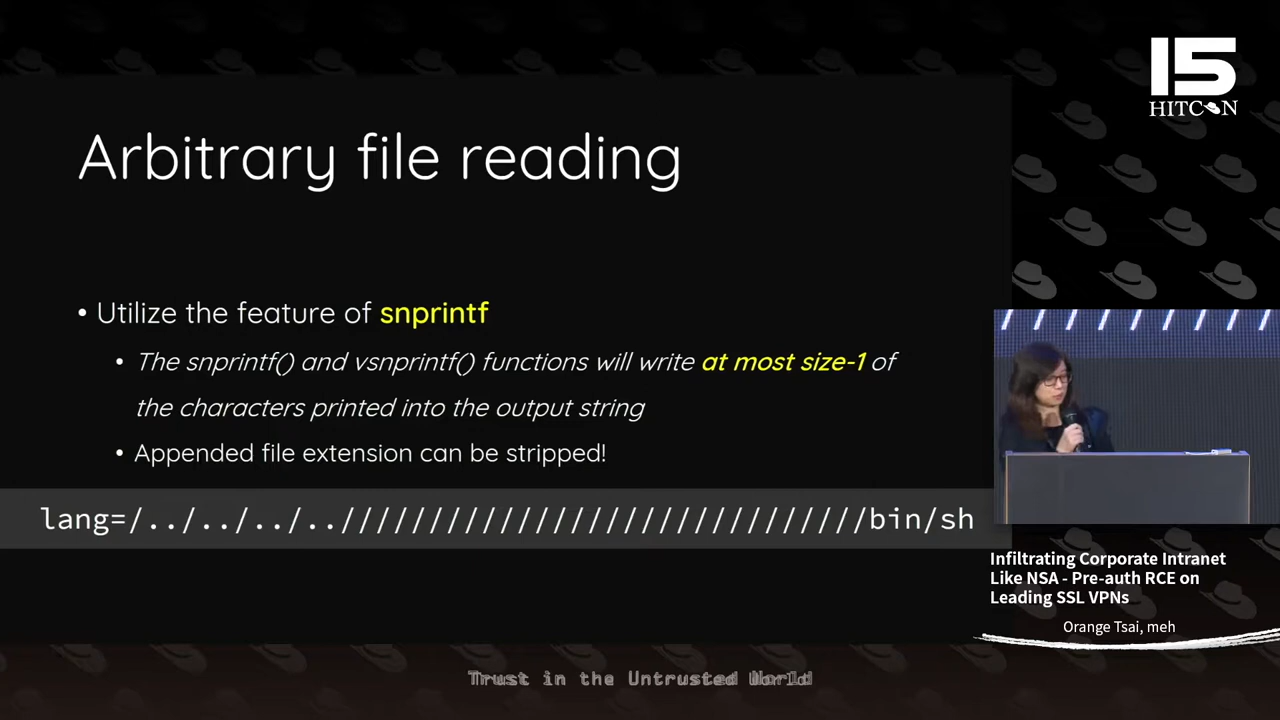 15
HITCON
Arbitrary file reading
• Utilize the feature of snprintf
• The snprintf() and vsnprintf() functions will write at most size-1 of
the characters printed into the output string
• Appended file extension can be stripped!
lang=/../../../..//////////////////////////////bin/sh
Infiltrating Corporate Intranet
Like NSA - Pre-auth RCE on
Leading SSL VPNs
Orange Tsai, meh
Trust in the Untrusted World